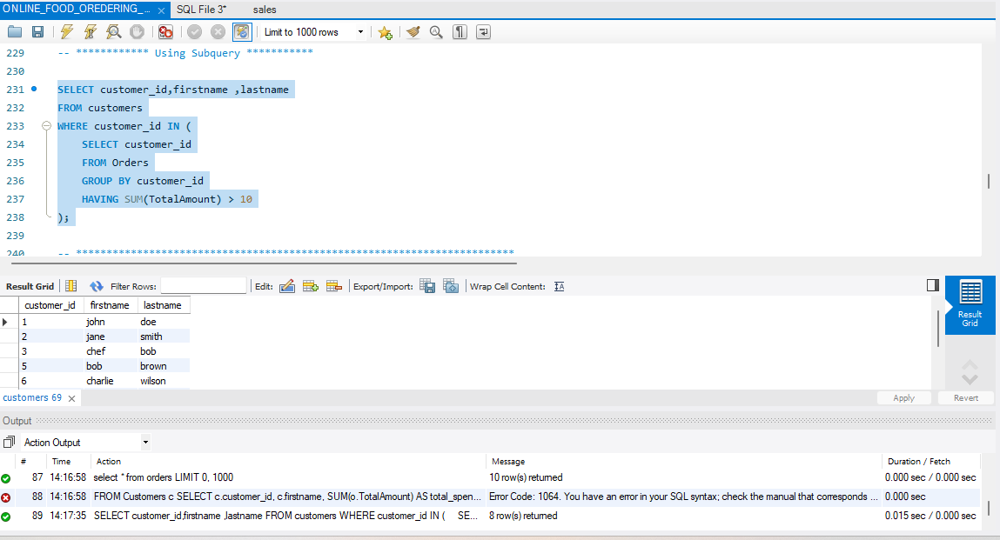 ONLINE_FOOD_OREDERING_... × SQL File 3* sales
Limit to 1000 rows
229 -- ************ Using Subquery ***********
230
231 SELECT customer_id,firstname ,lastname
232 FROM customers
233 WHERE customer_id IN (
234 SELECT customer_id
235 FROM Orders
236 GROUP BY customer_id
237 HAVING SUM(TotalAmount) > 10
238 );
239
240 -- ************************************************************************
Result Grid Filter Rows: Edit: Export/Import: Wrap Cell Content: IA
Result
Grid
customer_id firstname lastname
1 john doe
2 jane smith
3 chef bob
5 bob brown
6 charlie wilson
customers 69 × Apply Revert
Output
Action Output
# Time Action Message Duration / Fetch
87 14:16:58 select * from orders LIMIT 0, 1000 10 row(s) returned 0.000 sec / 0.000 sec
88 14:16:58 FROM Customers c SELECT c.customer_id, c.firstname, SUM(o.TotalAmount) AS total_spen... Error Code: 1064. You have an error in your SQL syntax; check the manual that corresponds ... 0.000 sec
89 14:17:35 SELECT customer_id,firstname ,lastname FROM customers WHERE customer_id IN ( SE... 8 row(s) returned 0.015 sec / 0.000 sec